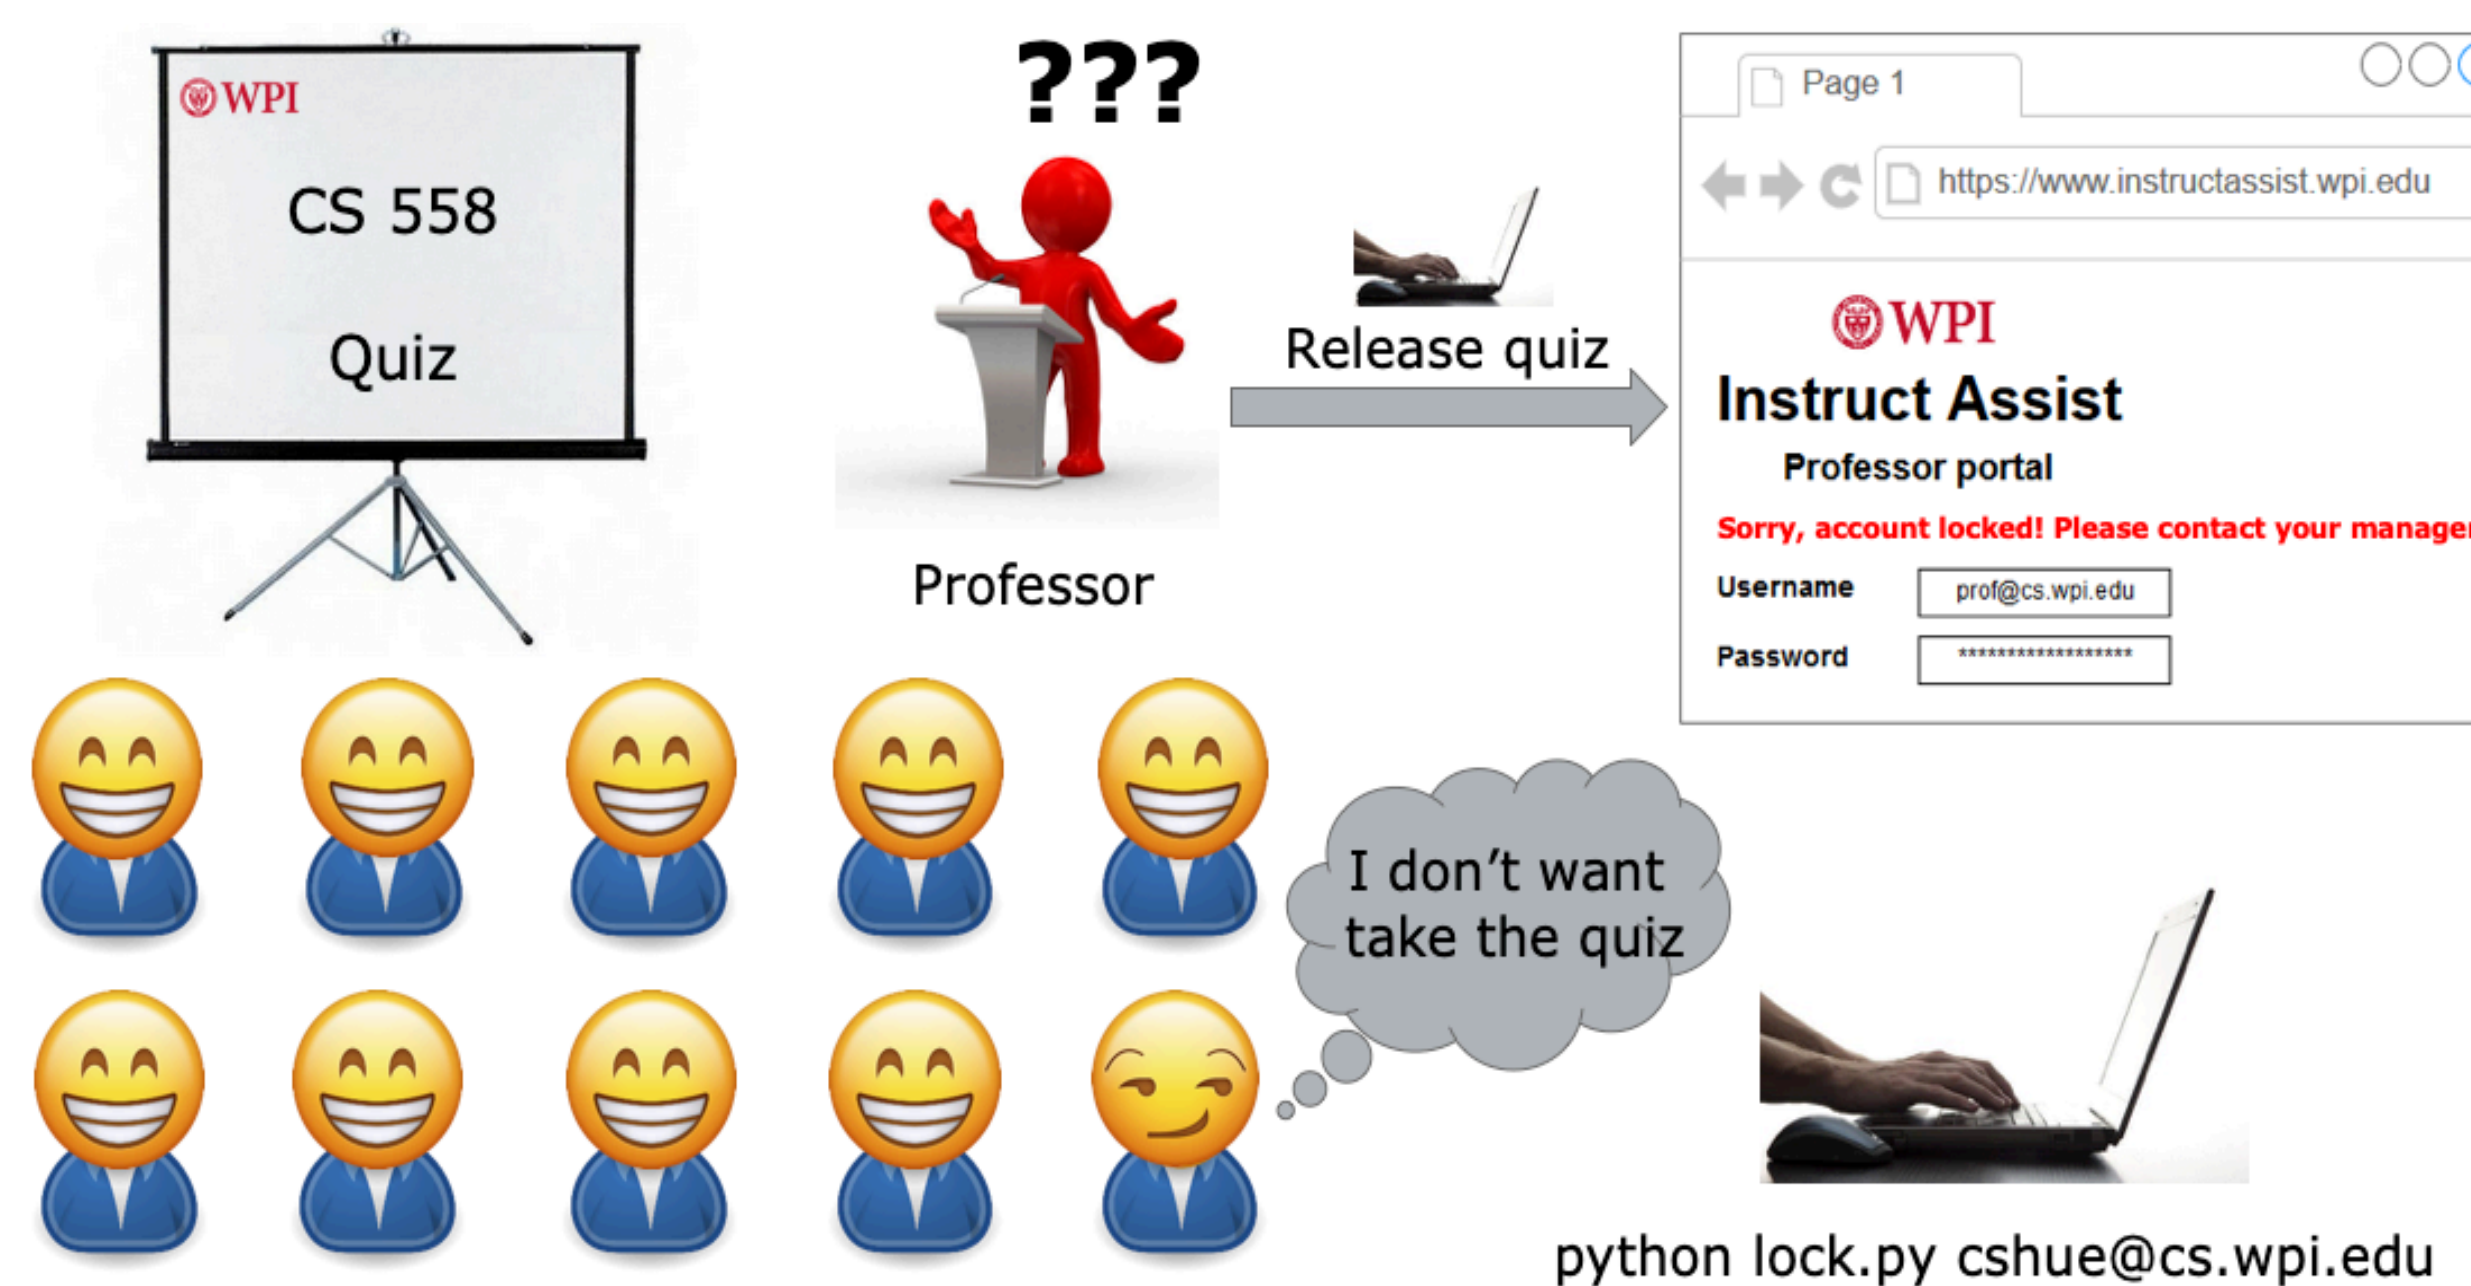 WPI
CS 558
Quiz
???
Professor
Release quiz
Page 1
https://www.instructassist.wpi.edu
WPI
Instruct Assist
Professor portal
Sorry, account locked! Please contact your manager
Username
prof@cs.wpi.edu
Password
******************
I don't want
take the quiz
python lock.py cshue@cs.wpi.edu